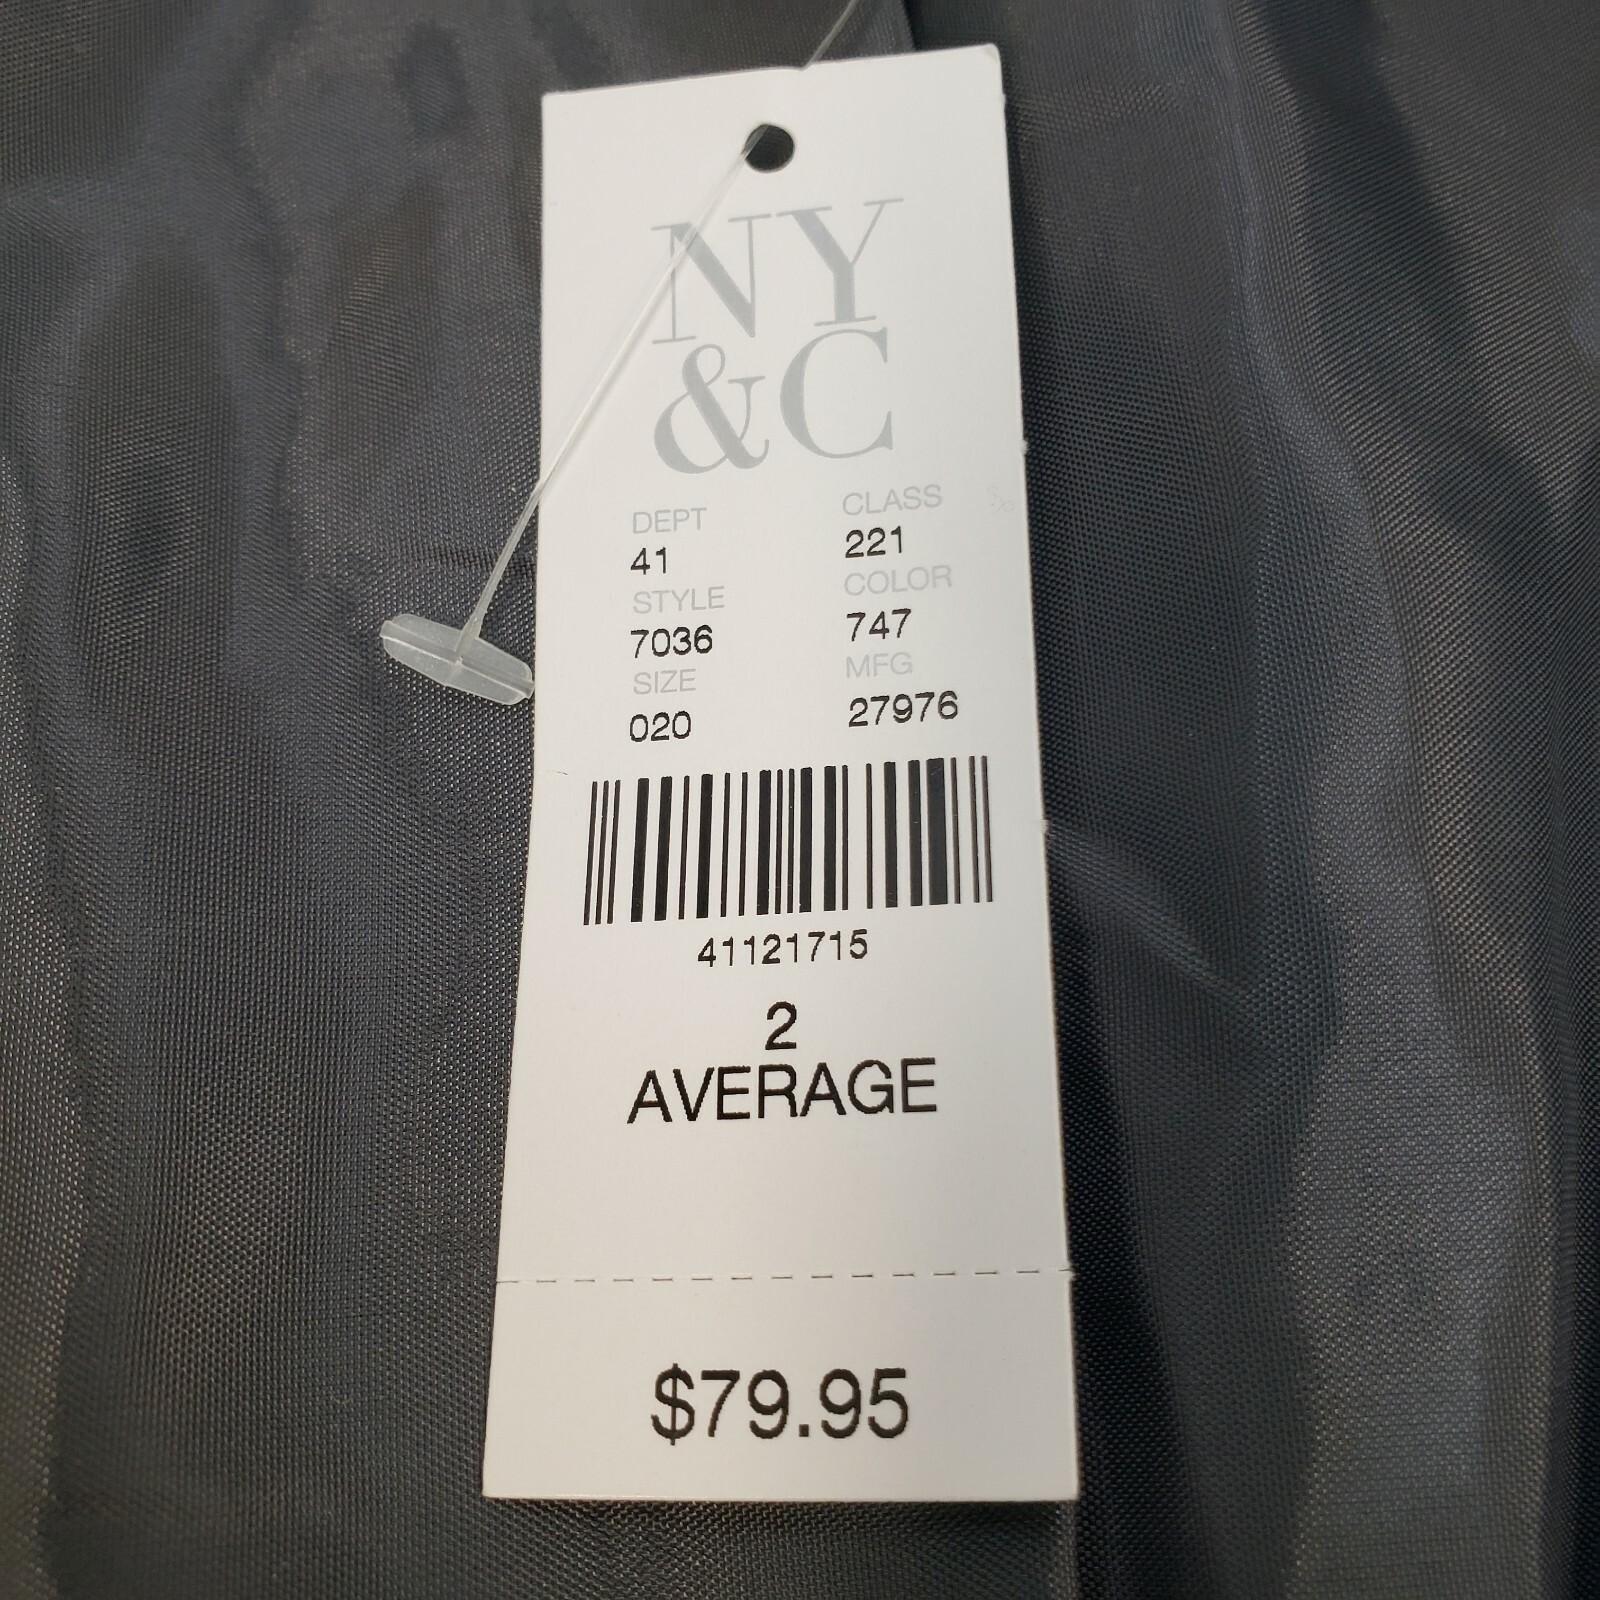 NY
&C
DEPT CLASS
41 221
STYLE COLOR
7036 747
SIZE MFG
020 27976
41121715
2
AVERAGE
$79.95